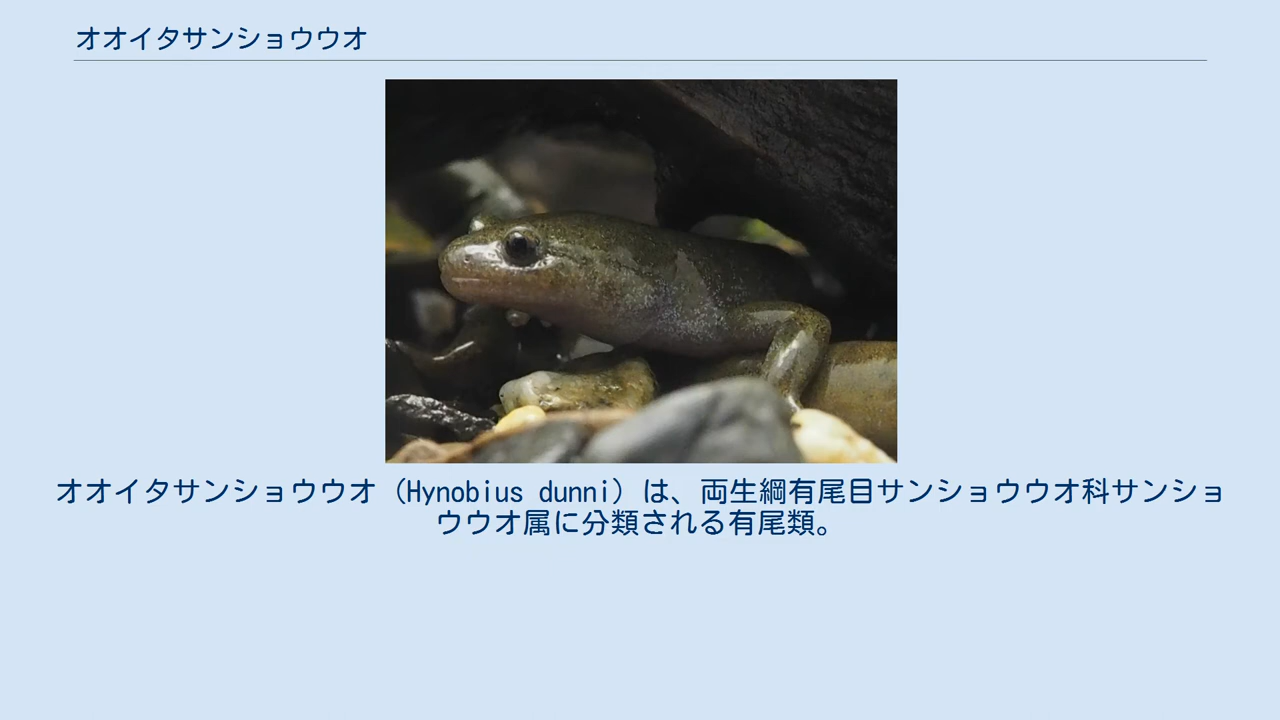 オオイタサンショウウオ
オオイタサンショウウオ（Hynobius dunni）は、両生綱有尾目サンショウウオ科サンショ
ウウオ属に分類される有尾類。